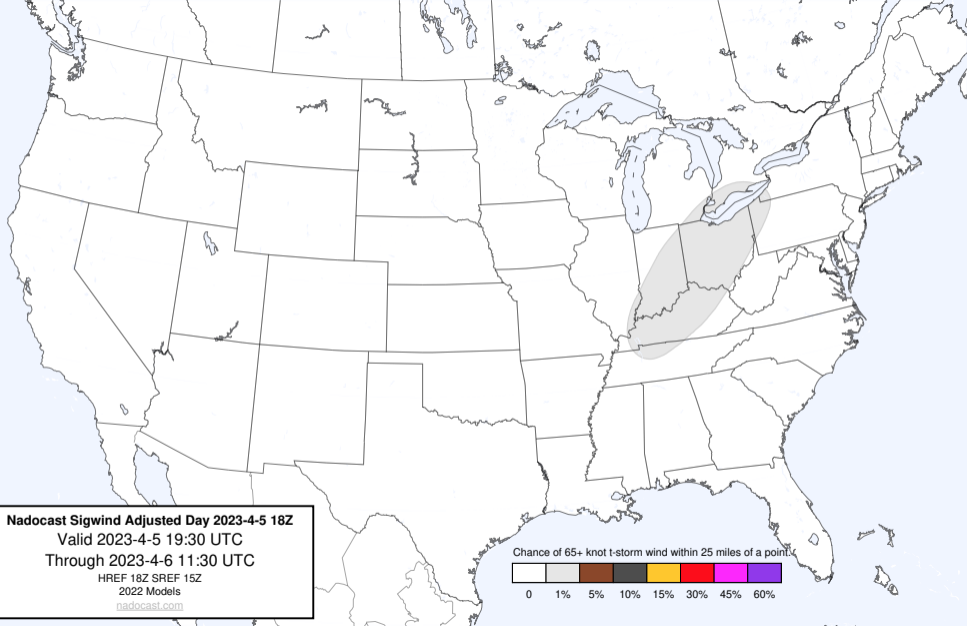 Nadocast Sigwind Adjusted Day 2023-4-5 18Z
Valid 2023-4-5 19:30 UTC
Through 2023-4-6 11:30 UTC
HREF 18Z SREF 15Z
2022 Models
nadocast.com
Chance of 65+ knot t-storm wind within 25 miles of a point.
0 1% 5% 10% 15% 30% 45% 60%